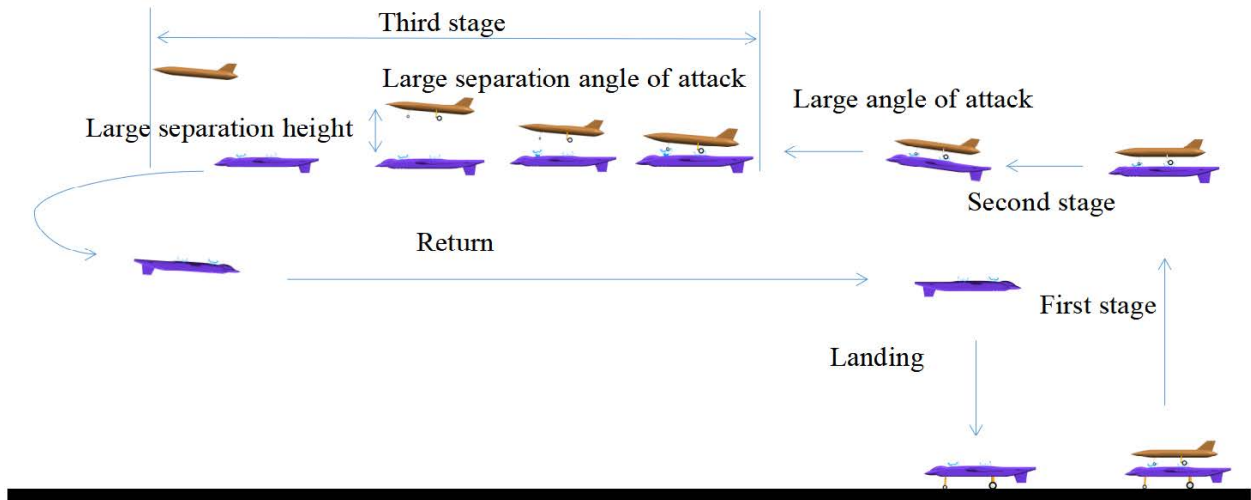 Third stage
Large separation angle of attack
Large angle of attack
Large separation height
Second stage
Return
First stage
Landing